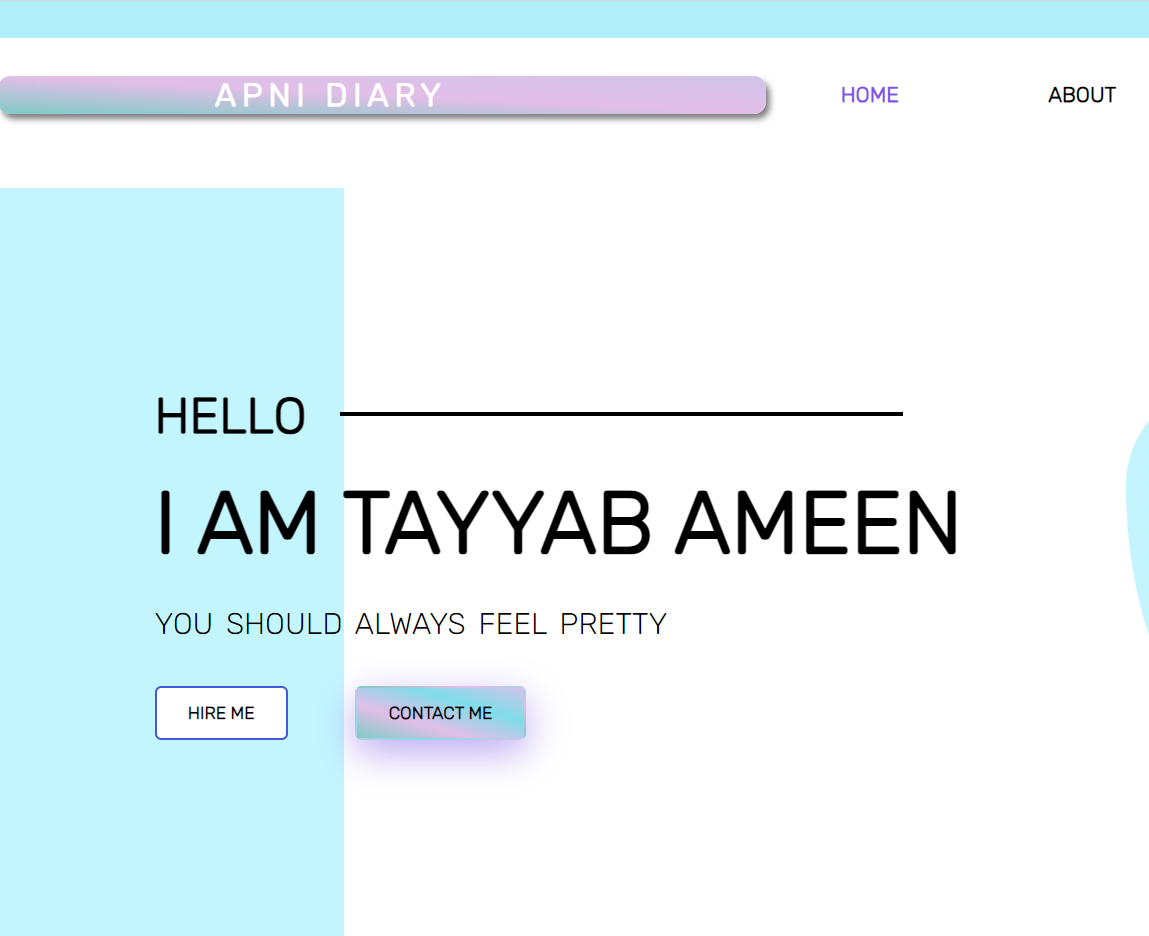 APNI DIARY
HOME
ABOUT
HELLO
I AM TAYYAB AMEEN
YOU SHOULD ALWAYS FEEL PRETTY
HIRE ME
CONTACT ME